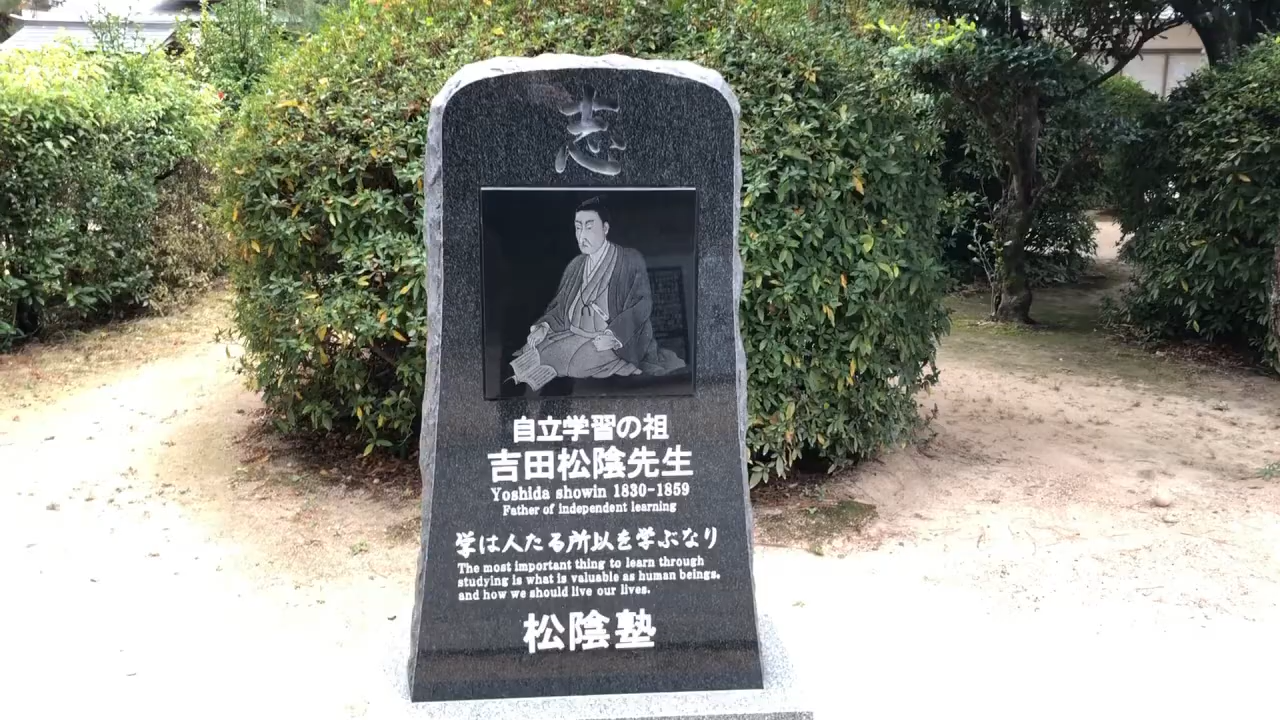 志
自立学習の祖
吉田松陰先生
Yoshida showin 1830-1859
Father of independent learning
学は人たる所以を学ぶなり
The most important thing to learn through
studying is what is valuable as human beings.
and how we should live our lives.
松陰塾